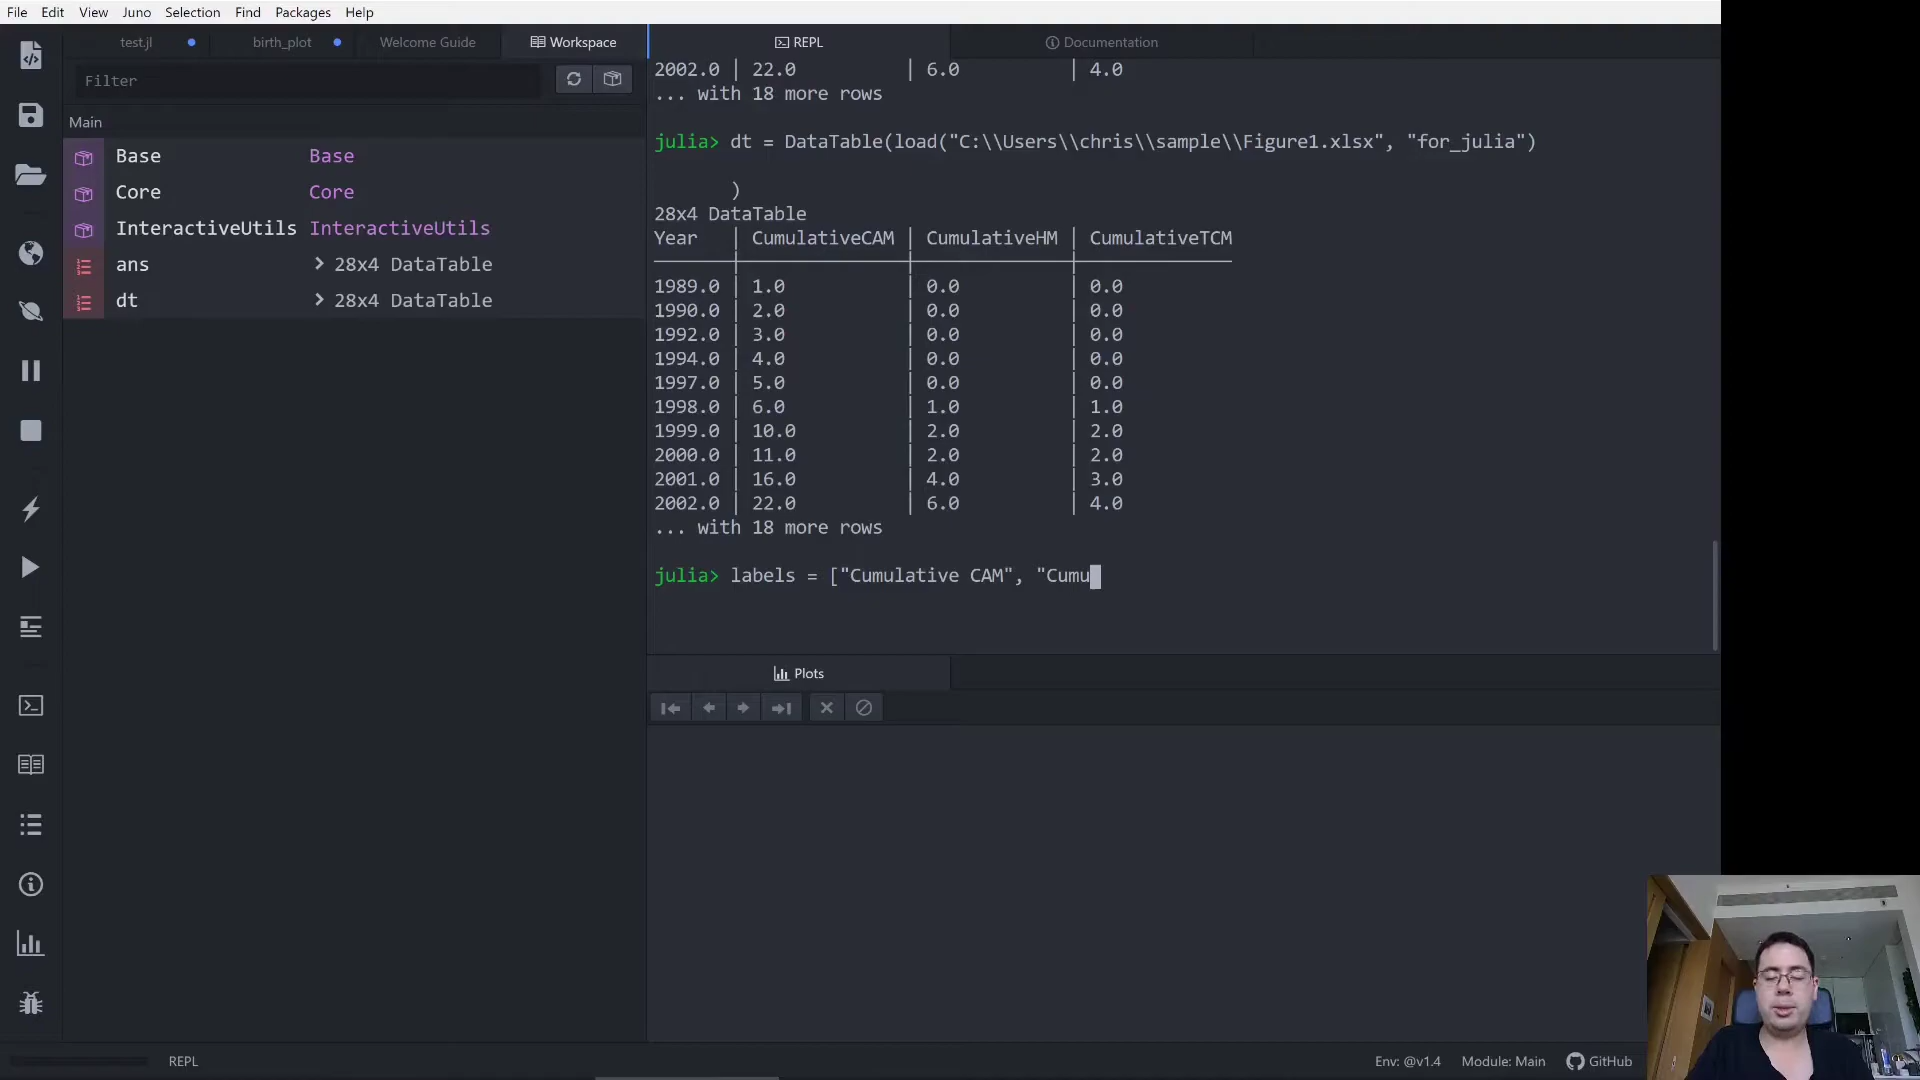 File Edit View Juno Selection Find Packages Help
test.jl birth_plot Welcome Guide Workspace
Filter
Main
Base Base
Core Core
InteractiveUtils InteractiveUtils
ans > 28x4 DataTable
dt > 28x4 DataTable
REPL Documentation
2002.0 | 22.0 | 6.0 | 4.0
... with 18 more rows
julia> dt = DataTable(load("C:\\Users\\chris\\sample\\Figure1.xlsx", "for_julia")
)
28x4 DataTable
Year | CumulativeCAM | CumulativeHM | CumulativeTCM
1989.0 | 1.0 | 0.0 | 0.0
1990.0 | 2.0 | 0.0 | 0.0
1992.0 | 3.0 | 0.0 | 0.0
1994.0 | 4.0 | 0.0 | 0.0
1997.0 | 5.0 | 0.0 | 0.0
1998.0 | 6.0 | 1.0 | 1.0
1999.0 | 10.0 | 2.0 | 2.0
2000.0 | 11.0 | 2.0 | 2.0
2001.0 | 16.0 | 4.0 | 3.0
2002.0 | 22.0 | 6.0 | 4.0
... with 18 more rows
julia> labels = ["Cumulative CAM", "Cumu
Plots
REPL Env: @v1.4 Module: Main GitHub